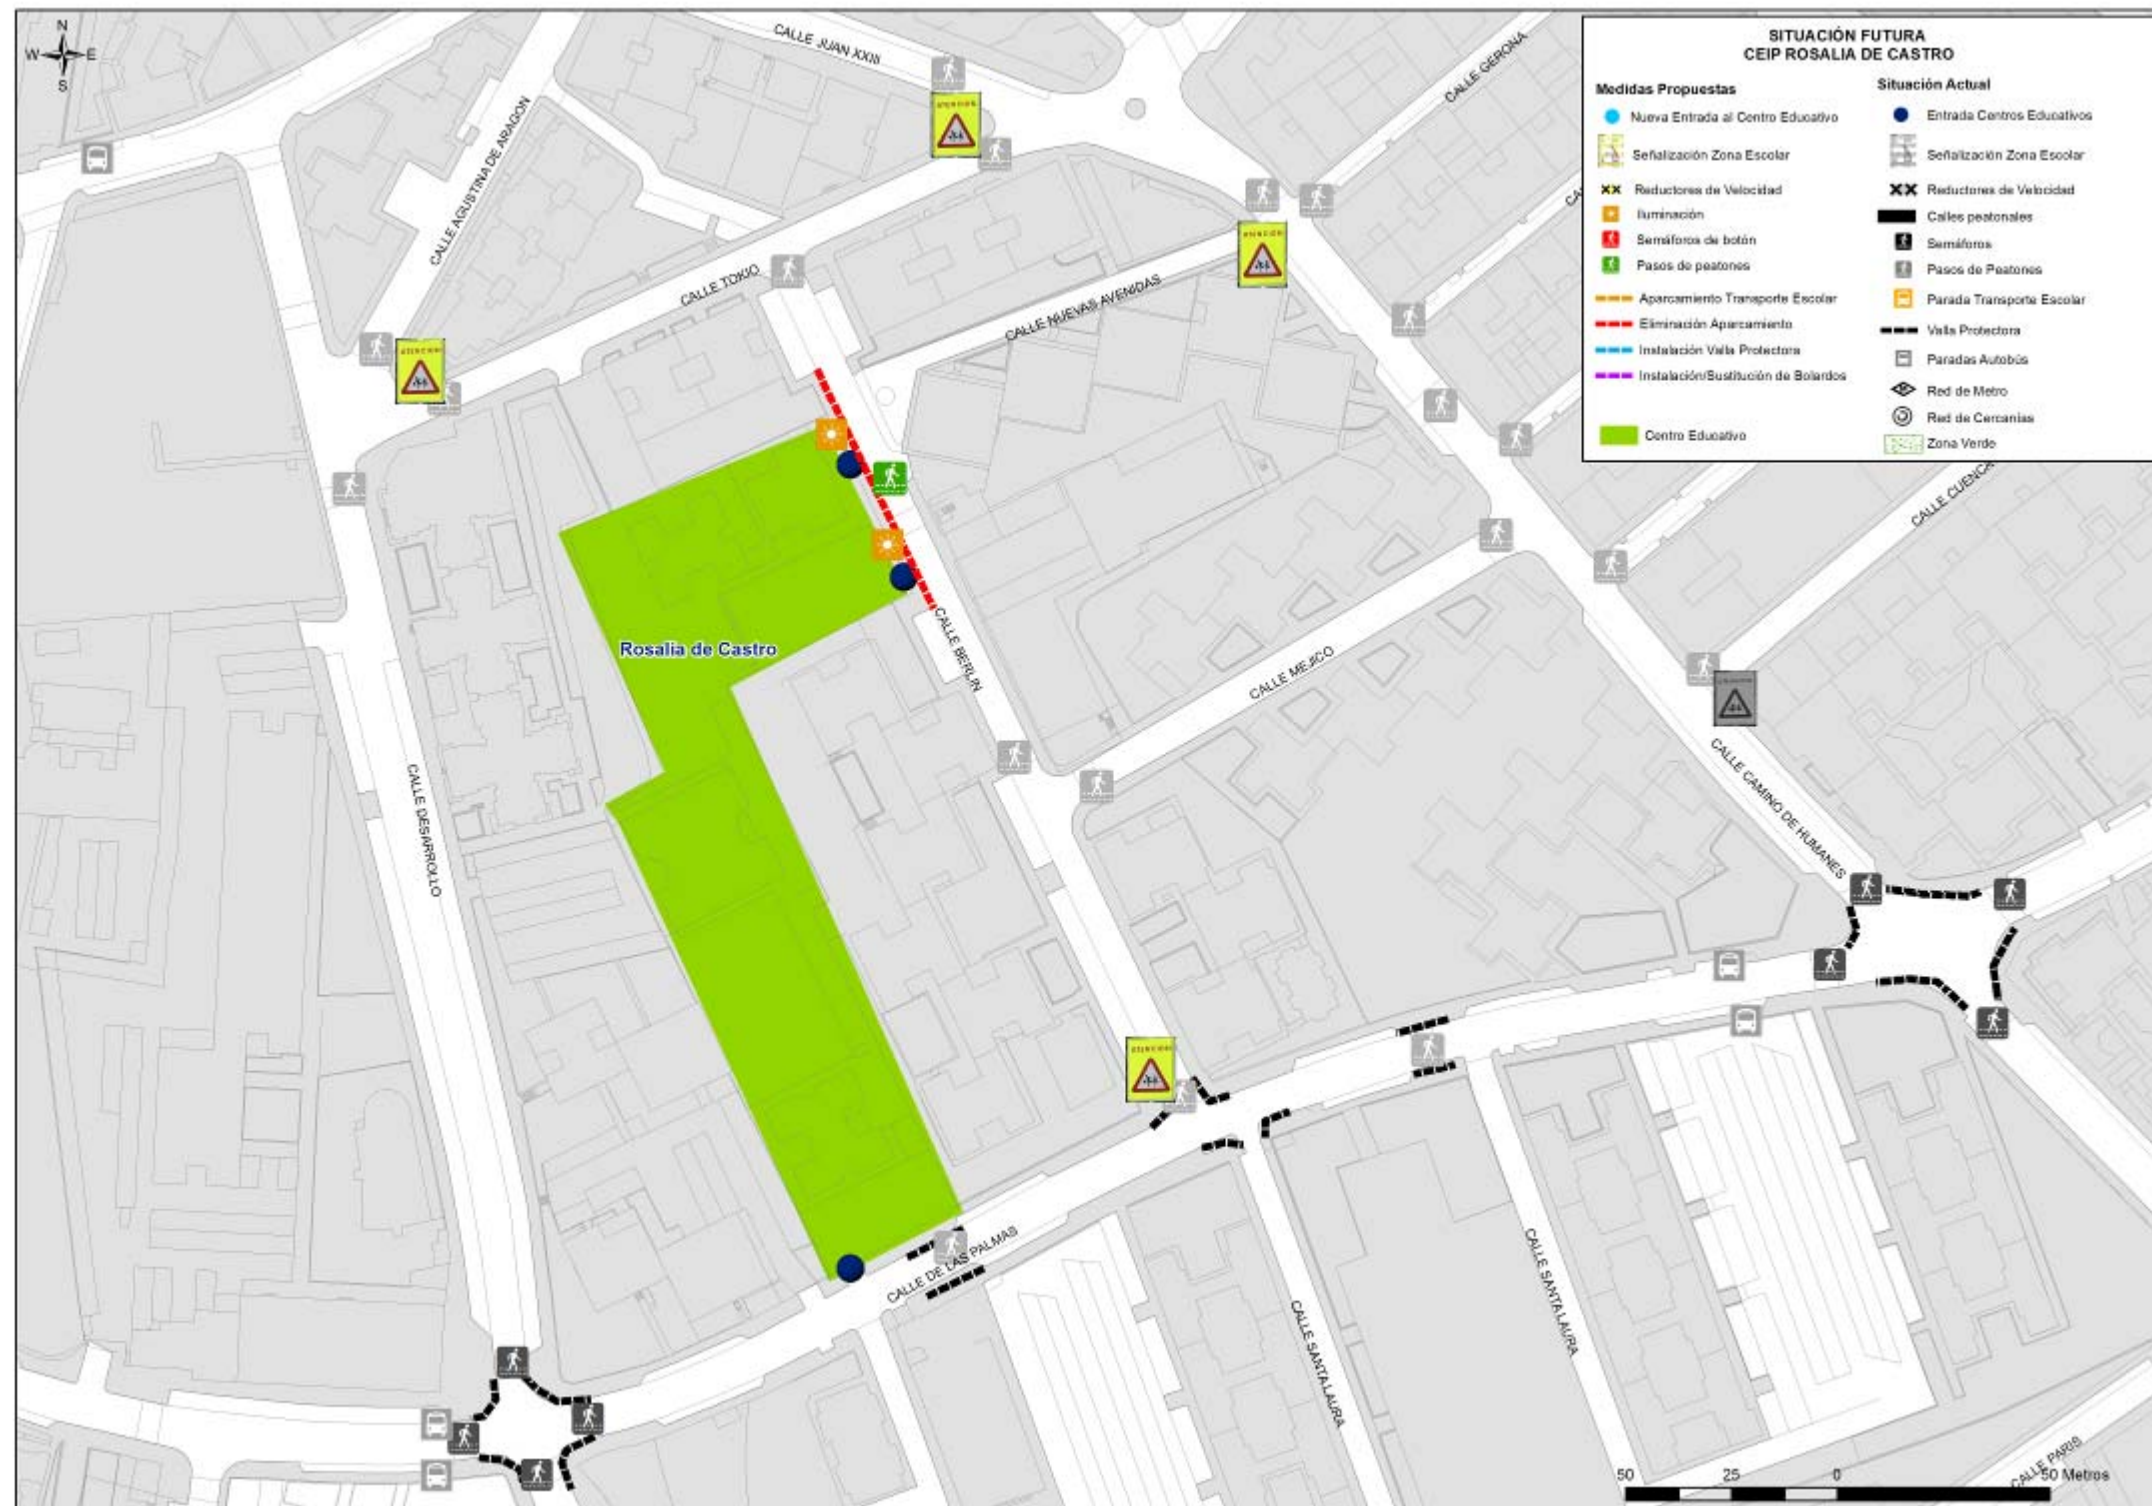 N
W E
S
SITUACIÓN FUTURA
CEIP ROSALIA DE CASTRO
Medidas Propuestas
Nueva Entrada al Centro Educativo
Señalización Zona Escolar
Reductores de Velocidad
Iluminación
Semáforos de botón
Pasos de peatones
Aparcamiento Transporte Escolar
Eliminación Aparcamiento
Instalación Valla Protectora
Instalación/Sustitución de Bolardos
Centro Educativo
Situación Actual
Entrada Centros Educativos
Señalización Zona Escolar
Reductores de Velocidad
Calles peatonales
Semáforos
Pasos de Peatones
Parada Transporte Escolar
Valla Protectora
Paradas Autobús
Red de Metro
Red de Cercanías
Zona Verde
CALLE JUAN XXIII
CALLE GERONA
CALLE AGUSTINA DE ARAGON
ATENCION
ATENCION
CALLE TOKIO
CALLE NUEVAS AVENIDAS
ATENCION
CALLE CUENCA
Rosalia de Castro
CALLE BERLIN
CALLE MEJICO
CALLE DESARROLLO
CALLE CAMINO DE HUMANES
ATENCION
CALLE DE LAS PALMAS
CALLE SANTA LAURA
CALLE SANTA LAURA
CALLE PARIS
50 25 0 50 Metros